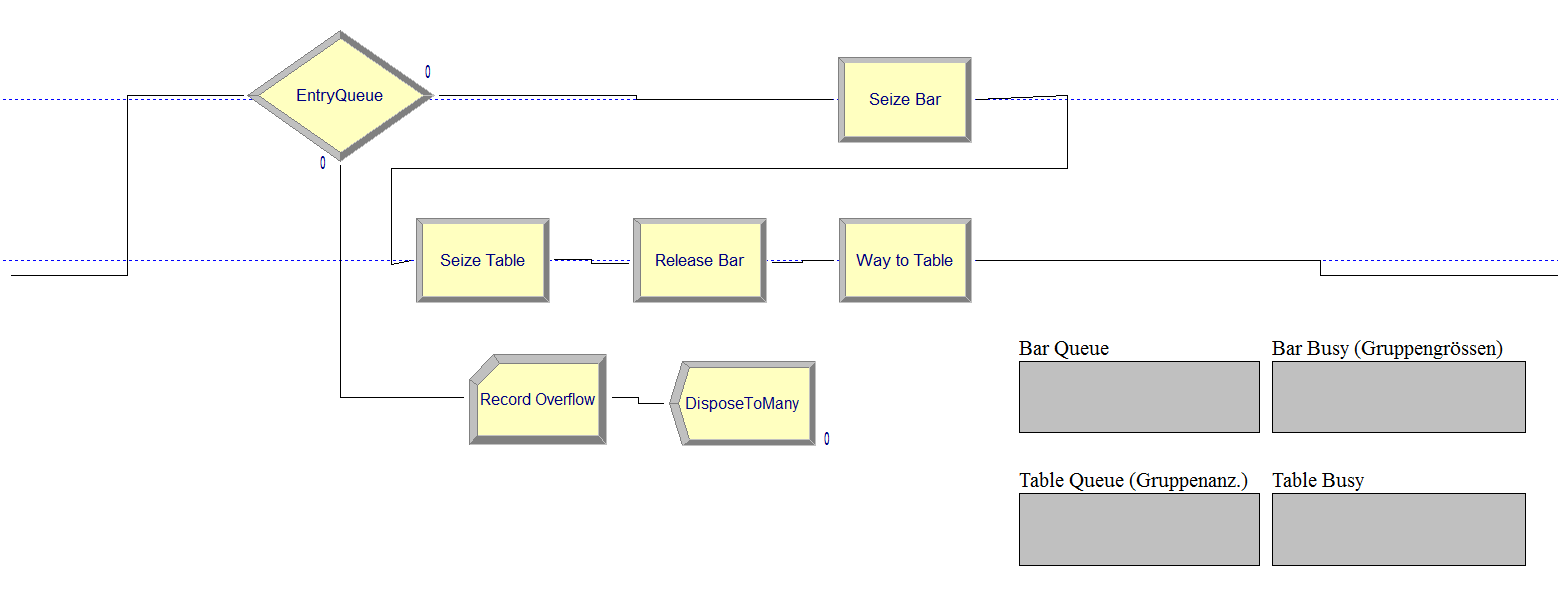 0
EntryQueue
Seize Bar
0
Seize Table
Release Bar
Way to Table
Bar Queue
Bar Busy (Gruppengrössen)
Record Overflow
DisposeToMany
0
Table Queue (Gruppenanz.)
Table Busy